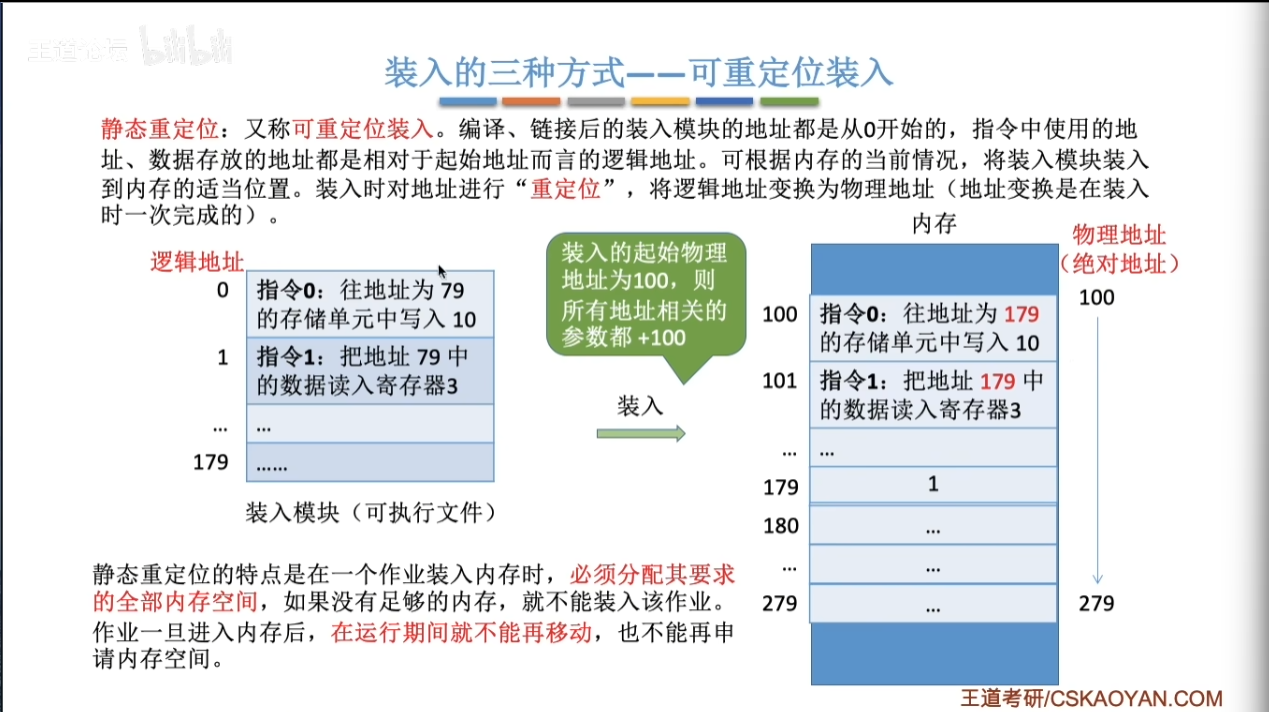 王道论坛 bilibili
装入的三种方式——可重定位装入
静态重定位：又称可重定位装入。编译、链接后的装入模块的地址都是从0开始的，指令中使用的地
址、数据存放的地址都是相对于起始地址而言的逻辑地址。可根据内存的当前情况，将装入模块装入
到内存的适当位置。装入时对地址进行“重定位”，将逻辑地址变换为物理地址（地址变换是在装入
时一次完成的）。
逻辑地址
0
指令0：往地址为 79
的存储单元中写入 10
1
指令1：把地址 79 中
的数据读入寄存器3
...
...
179
......
装入模块（可执行文件）
装入的起始物理
地址为100，则
所有地址相关的
参数都 +100
装入
内存
物理地址
（绝对地址）
100
指令0：往地址为 179
的存储单元中写入 10
101
指令1：把地址 179 中
的数据读入寄存器3
...
...
179
1
180
...
...
...
279
...
100
279
静态重定位的特点是在一个作业装入内存时，必须分配其要求
的全部内存空间，如果没有足够的内存，就不能装入该作业。
作业一旦进入内存后，在运行期间就不能再移动，也不能再申
请内存空间。
王道考研/CSKAOYAN.COM